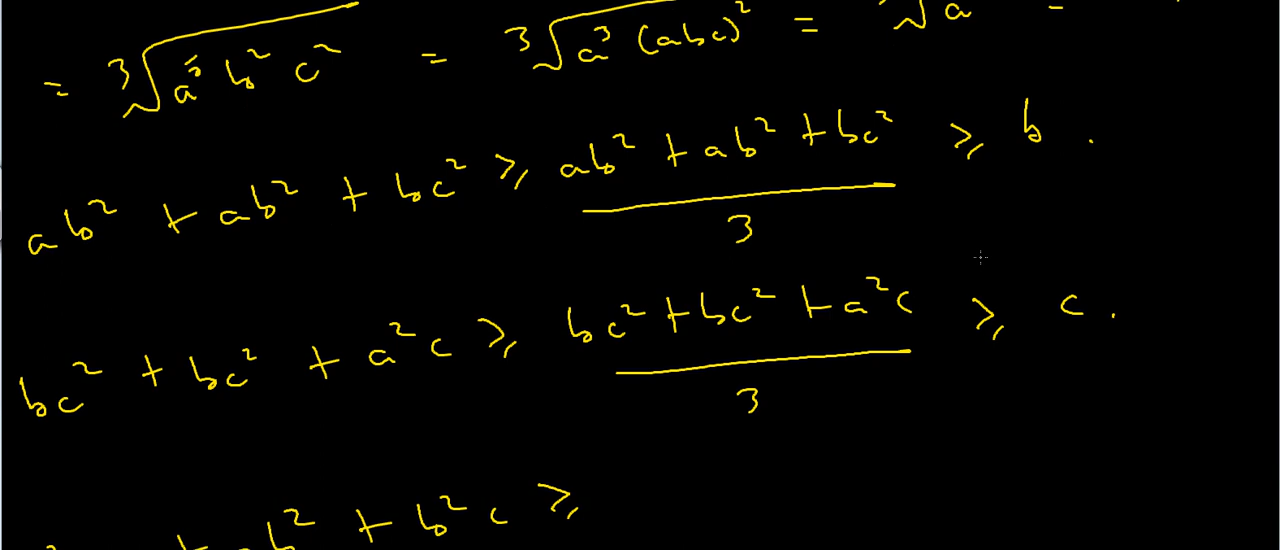 = ∛(a⁵b²c²) = ∛(a³(abc)²) = ∛a
ab² + ab² + bc² ⩾ (ab² + ab² + bc²)/3 ⩾ b.
bc² + bc² + a²c ⩾ (bc² + bc² + a²c)/3 ⩾ c.
b² + b²c ⩾